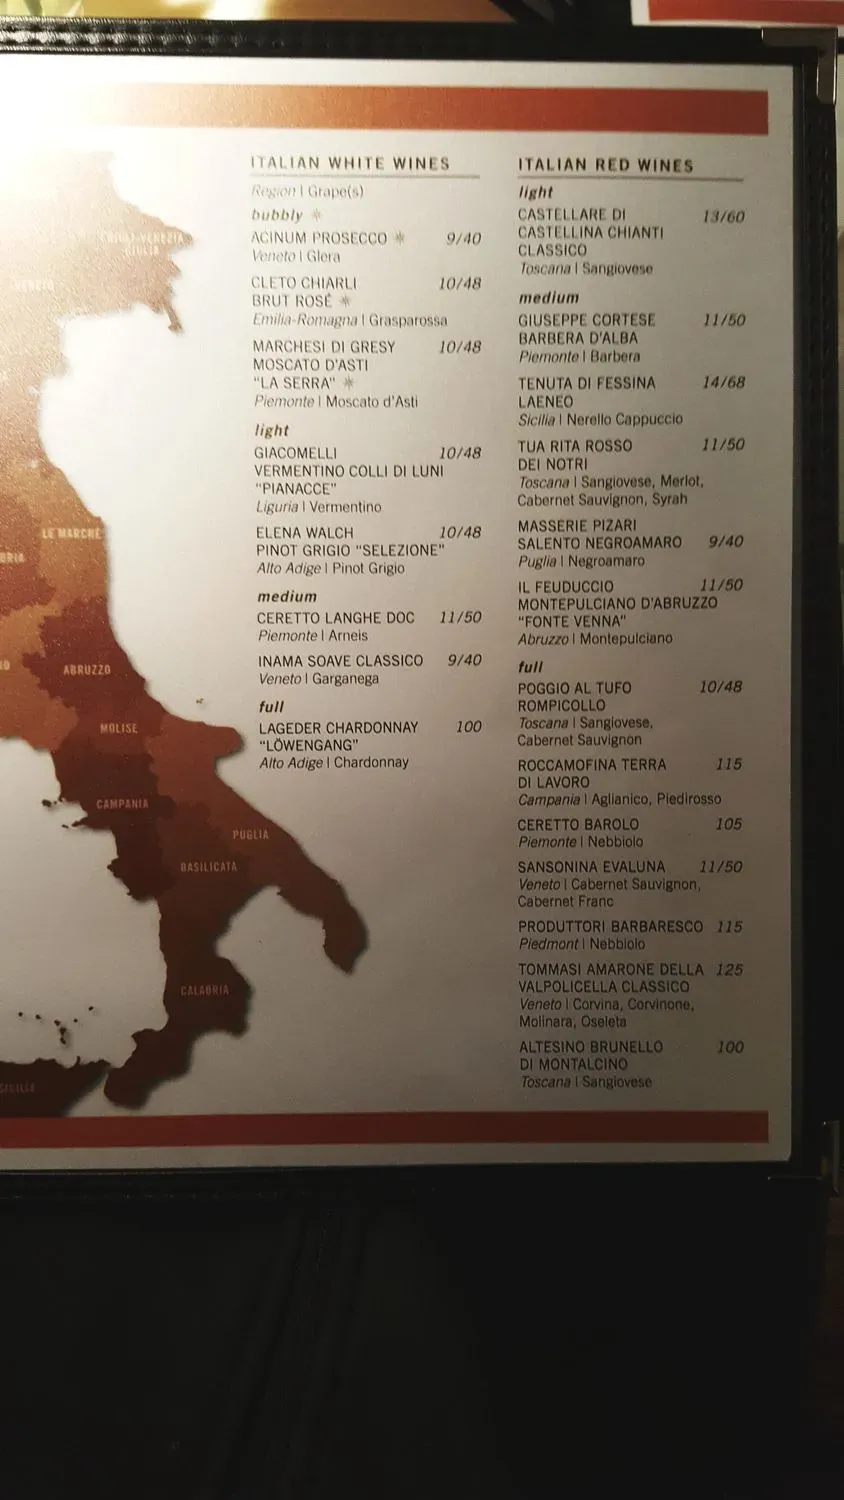 ITALIAN WHITE WINES
Region | Grape(s)
bubbly
ACINUM PROSECCO 9/40
Veneto | Glera
CLETO CHIARLI 10/48
BRUT ROSÉ
Emilia-Romagna | Grasparossa
MARCHESI DI GRESY 10/48
MOSCATO D'ASTI
"LA SERRA"
Piemonte | Moscato d'Asti
light
GIACOMELLI 10/48
VERMENTINO COLLI DI LUNI
"PIANACCE"
Liguria | Vermentino
ELENA WALCH 10/48
PINOT GRIGIO "SELEZIONE"
Alto Adige | Pinot Grigio
medium
CERETTO LANGHE DOC 11/50
Piemonte | Arneis
INAMA SOAVE CLASSICO 9/40
Veneto | Garganega
full
LAGEDER CHARDONNAY 100
"LÖWENGANG"
Alto Adige | Chardonnay
ITALIAN RED WINES
light
CASTELLARE DI 13/60
CASTELLINA CHIANTI
CLASSICO
Toscana | Sangiovese
medium
GIUSEPPE CORTESE 11/50
BARBERA D'ALBA
Piemonte | Barbera
TENUTA DI FESSINA 14/68
LAENEO
Sicilia | Nerello Cappuccio
TUA RITA ROSSO 11/50
DEI NOTRI
Toscana | Sangiovese, Merlot,
Cabernet Sauvignon, Syrah
MASSERIE PIZARI
SALENTO NEGROAMARO 9/40
Puglia | Negroamaro
IL FEUDUCCIO 11/50
MONTEPULCIANO D'ABRUZZO
"FONTE VENNA"
Abruzzo | Montepulciano
full
POGGIO AL TUFO 10/48
ROMPICOLLO
Toscana | Sangiovese,
Cabernet Sauvignon
ROCCAMOFINA TERRA 115
DI LAVORO
Campania | Aglianico, Piedirosso
CERETTO BAROLO 105
Piemonte | Nebbiolo
SANSONINA EVALUNA 11/50
Veneto | Cabernet Sauvignon,
Cabernet Franc
PRODUTTORI BARBARESCO 115
Piedmont | Nebbiolo
TOMMASI AMARONE DELLA 125
VALPOLICELLA CLASSICO
Veneto | Corvina, Corvinone,
Molinara, Oseleta
ALTESINO BRUNELLO 100
DI MONTALCINO
Toscana | Sangiovese
FRIULI-VENEZIA
GIULIA
VENETO
LE MARCHE
BRIA
ABRUZZO
MOLISE
CAMPANIA
PUGLIA
BASILICATA
CALABRIA
SICILIA